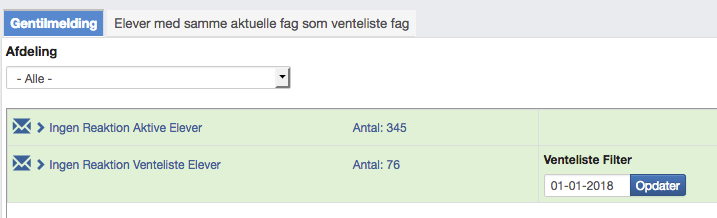 Gentilmelding Elever med samme aktuelle fag som venteliste fag
Afdeling
- Alle -
Ingen Reaktion Aktive Elever Antal: 345
Ingen Reaktion Venteliste Elever Antal: 76 Venteliste Filter
01-01-2018 Opdater